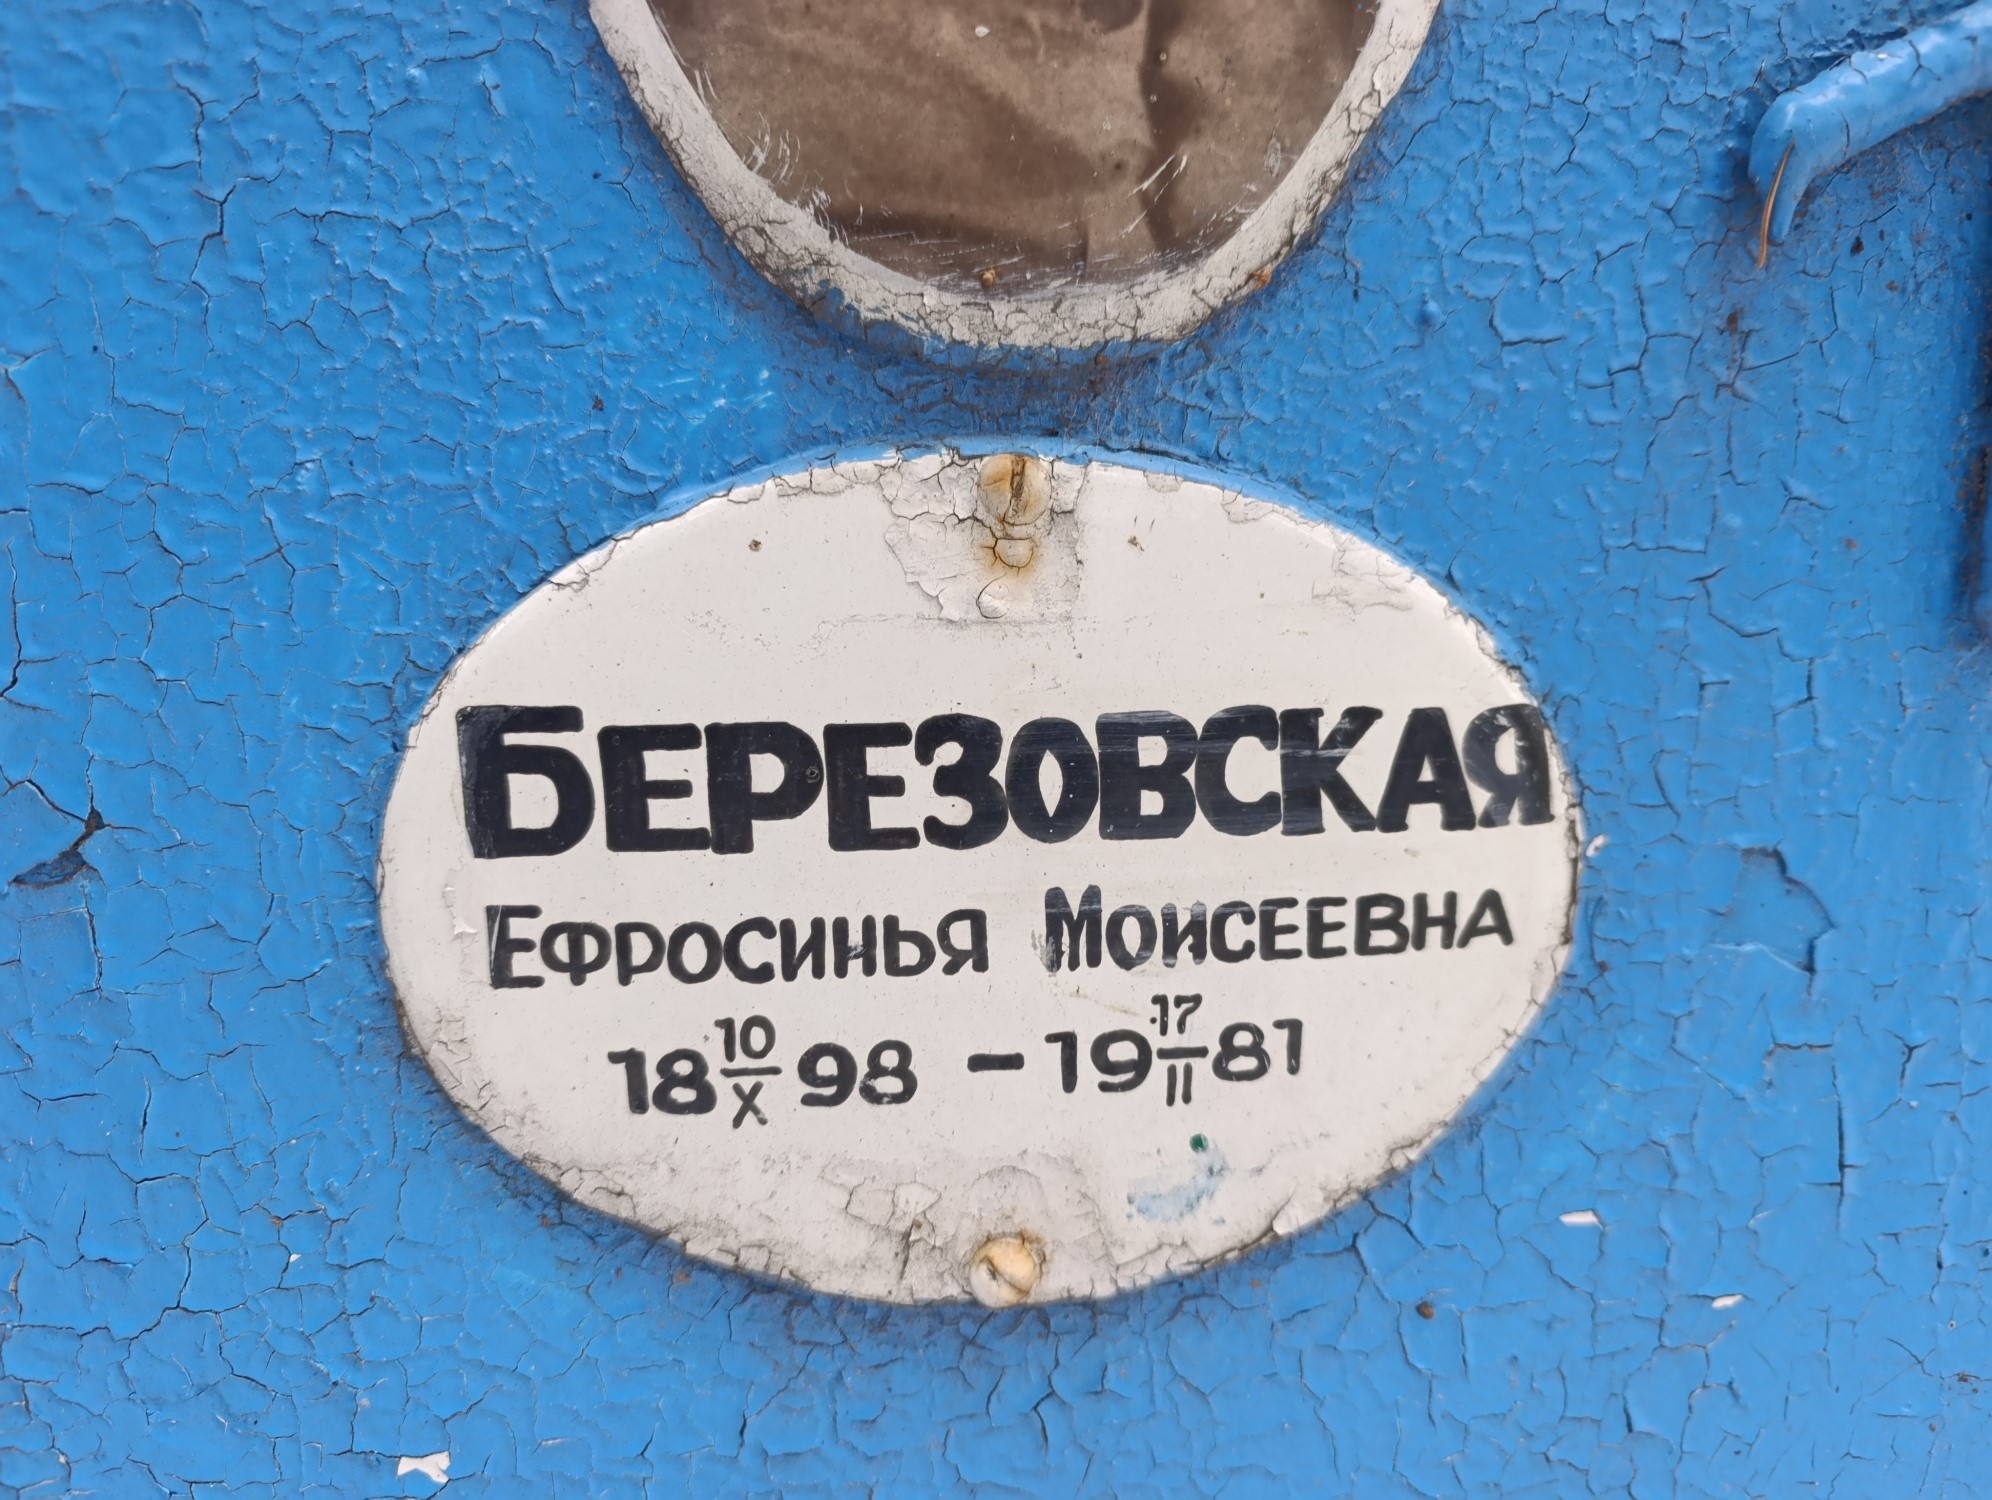 БЕРЕЗОВСКАЯ
ЕФРОСИНЬЯ МОИСЕЕВНА
18 10/X 98 – 19 17/II 81